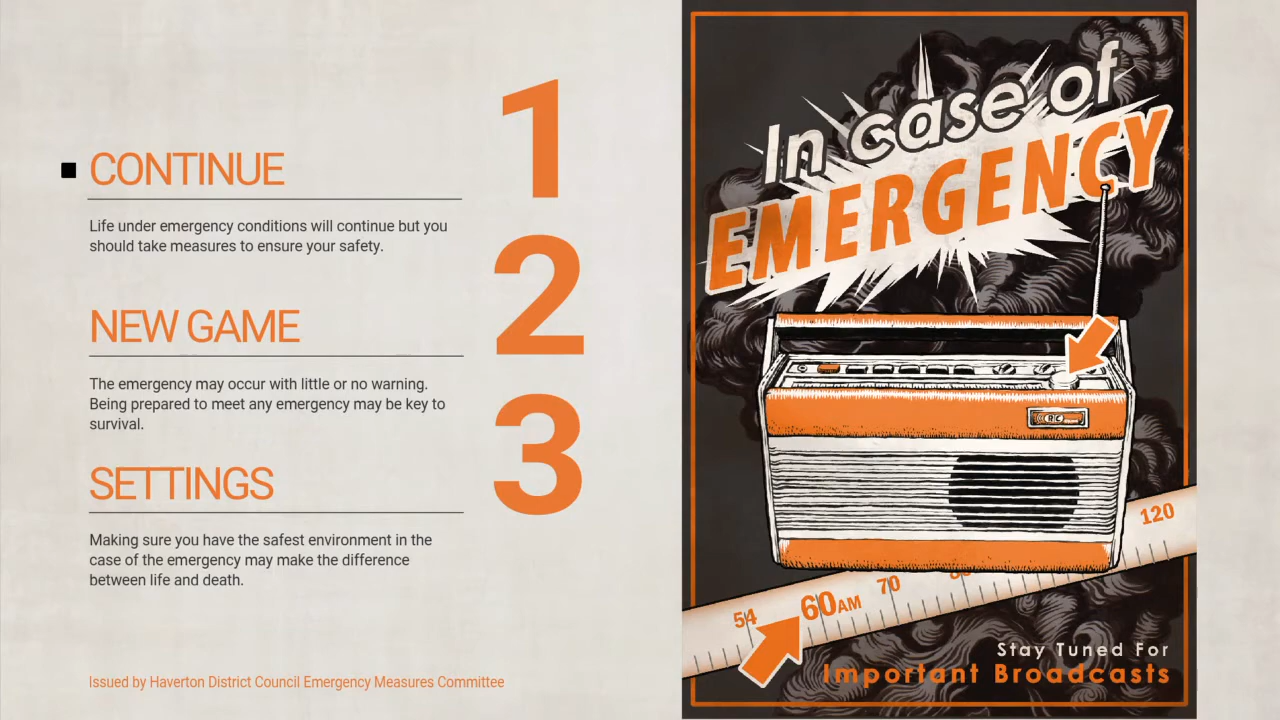 CONTINUE
Life under emergency conditions will continue but you
should take measures to ensure your safety.
1
NEW GAME
The emergency may occur with little or no warning.
Being prepared to meet any emergency may be key to
survival.
2
SETTINGS
Making sure you have the safest environment in the
case of the emergency may make the difference
between life and death.
3
Issued by Haverton District Council Emergency Measures Committee
In case of
EMERGENCY
54 60AM 70 120
Stay Tuned For
Important Broadcasts